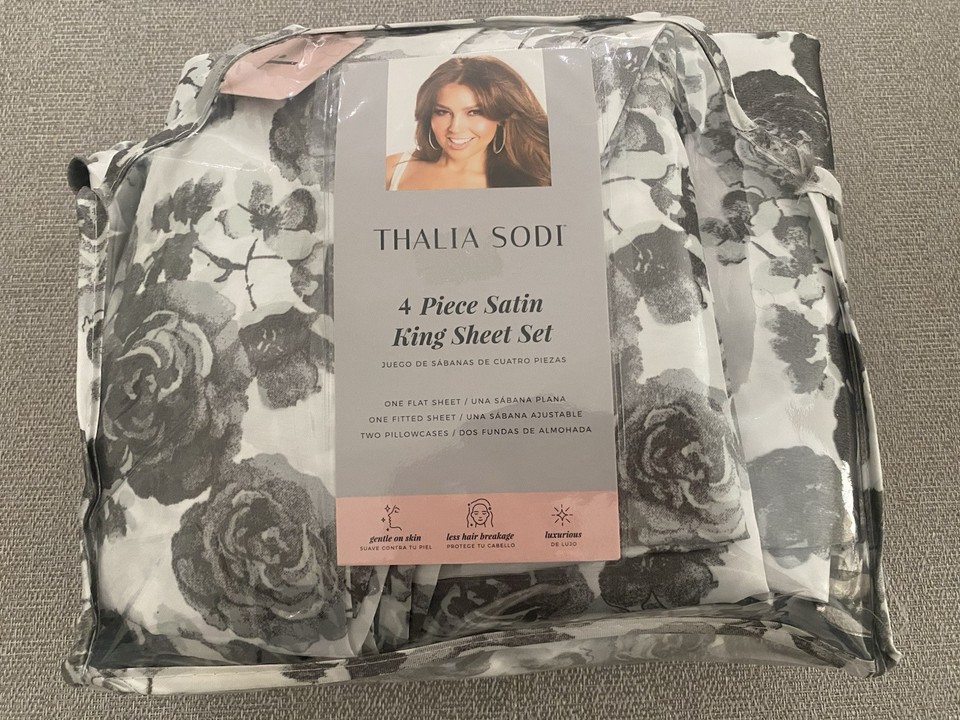 THALIA SODI
4 Piece Satin
King Sheet Set
JUEGO DE SÁBANAS DE CUATRO PIEZAS
ONE FLAT SHEET / UNA SÁBANA PLANA
ONE FITTED SHEET / UNA SÁBANA AJUSTABLE
TWO PILLOWCASES / DOS FUNDAS DE ALMOHADA
gentle on skin
SUAVE CONTRA TU PIEL
less hair breakage
PROTEGE TU CABELLO
luxurious
DE LUJO